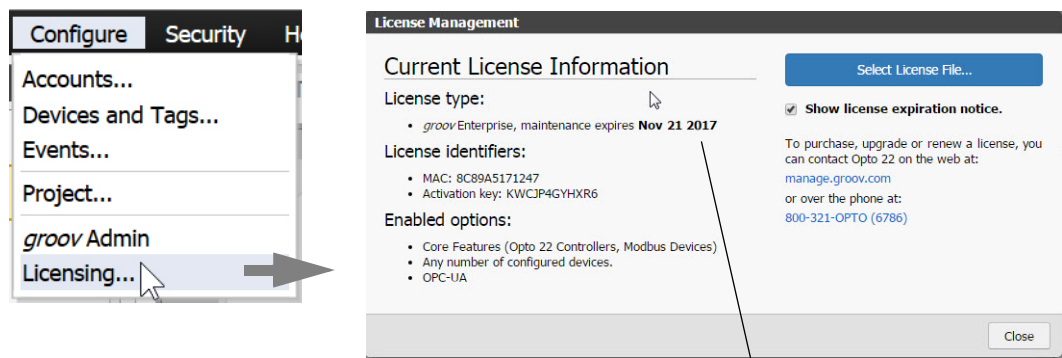 Configure Security H
Accounts...
Devices and Tags...
Events...
Project...
groov Admin
Licensing...
License Management
Current License Information
License type:
• groov Enterprise, maintenance expires Nov 21 2017
License identifiers:
• MAC: 8C89A5171247
• Activation key: KWCJP4GYHXR6
Enabled options:
• Core Features (Opto 22 Controllers, Modbus Devices)
• Any number of configured devices.
• OPC-UA
Select License File...
Show license expiration notice.
To purchase, upgrade or renew a license, you
can contact Opto 22 on the web at:
manage.groov.com
or over the phone at:
800-321-OPTO (6786)
Close